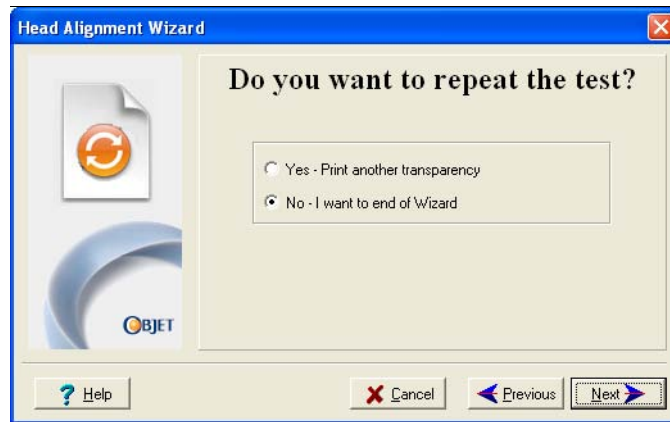 Head Alignment Wizard
Do you want to repeat the test?
Yes - Print another transparency
No - I want to end of Wizard
OBJET
? Help
Cancel
Previous
Next